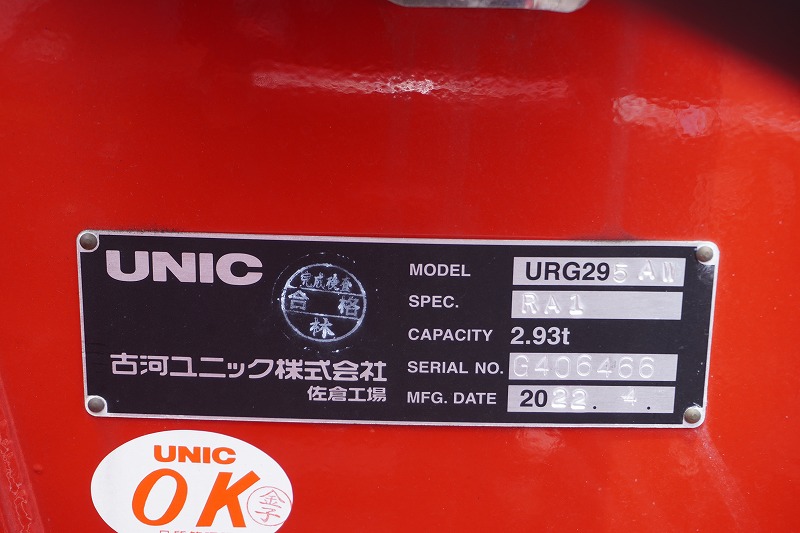 UNIC
完成検査
合格
林
古河ユニック株式会社
佐倉工場
MODEL URG295AII
SPEC. RA1
CAPACITY 2.93t
SERIAL NO. G406466
MFG. DATE 2022. 4.
UNIC
OK
金子